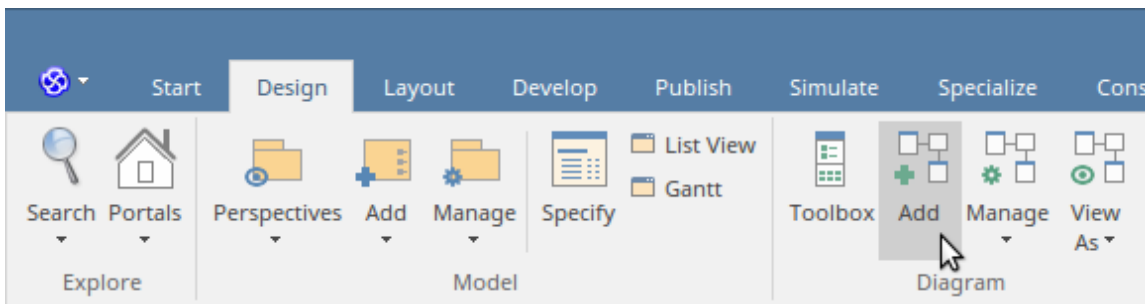 Start Design Layout Develop Publish Simulate Specialize Cons
List View
Gantt
Search Portals Perspectives Add Manage Specify Toolbox Add Manage View
As
Explore Model Diagram